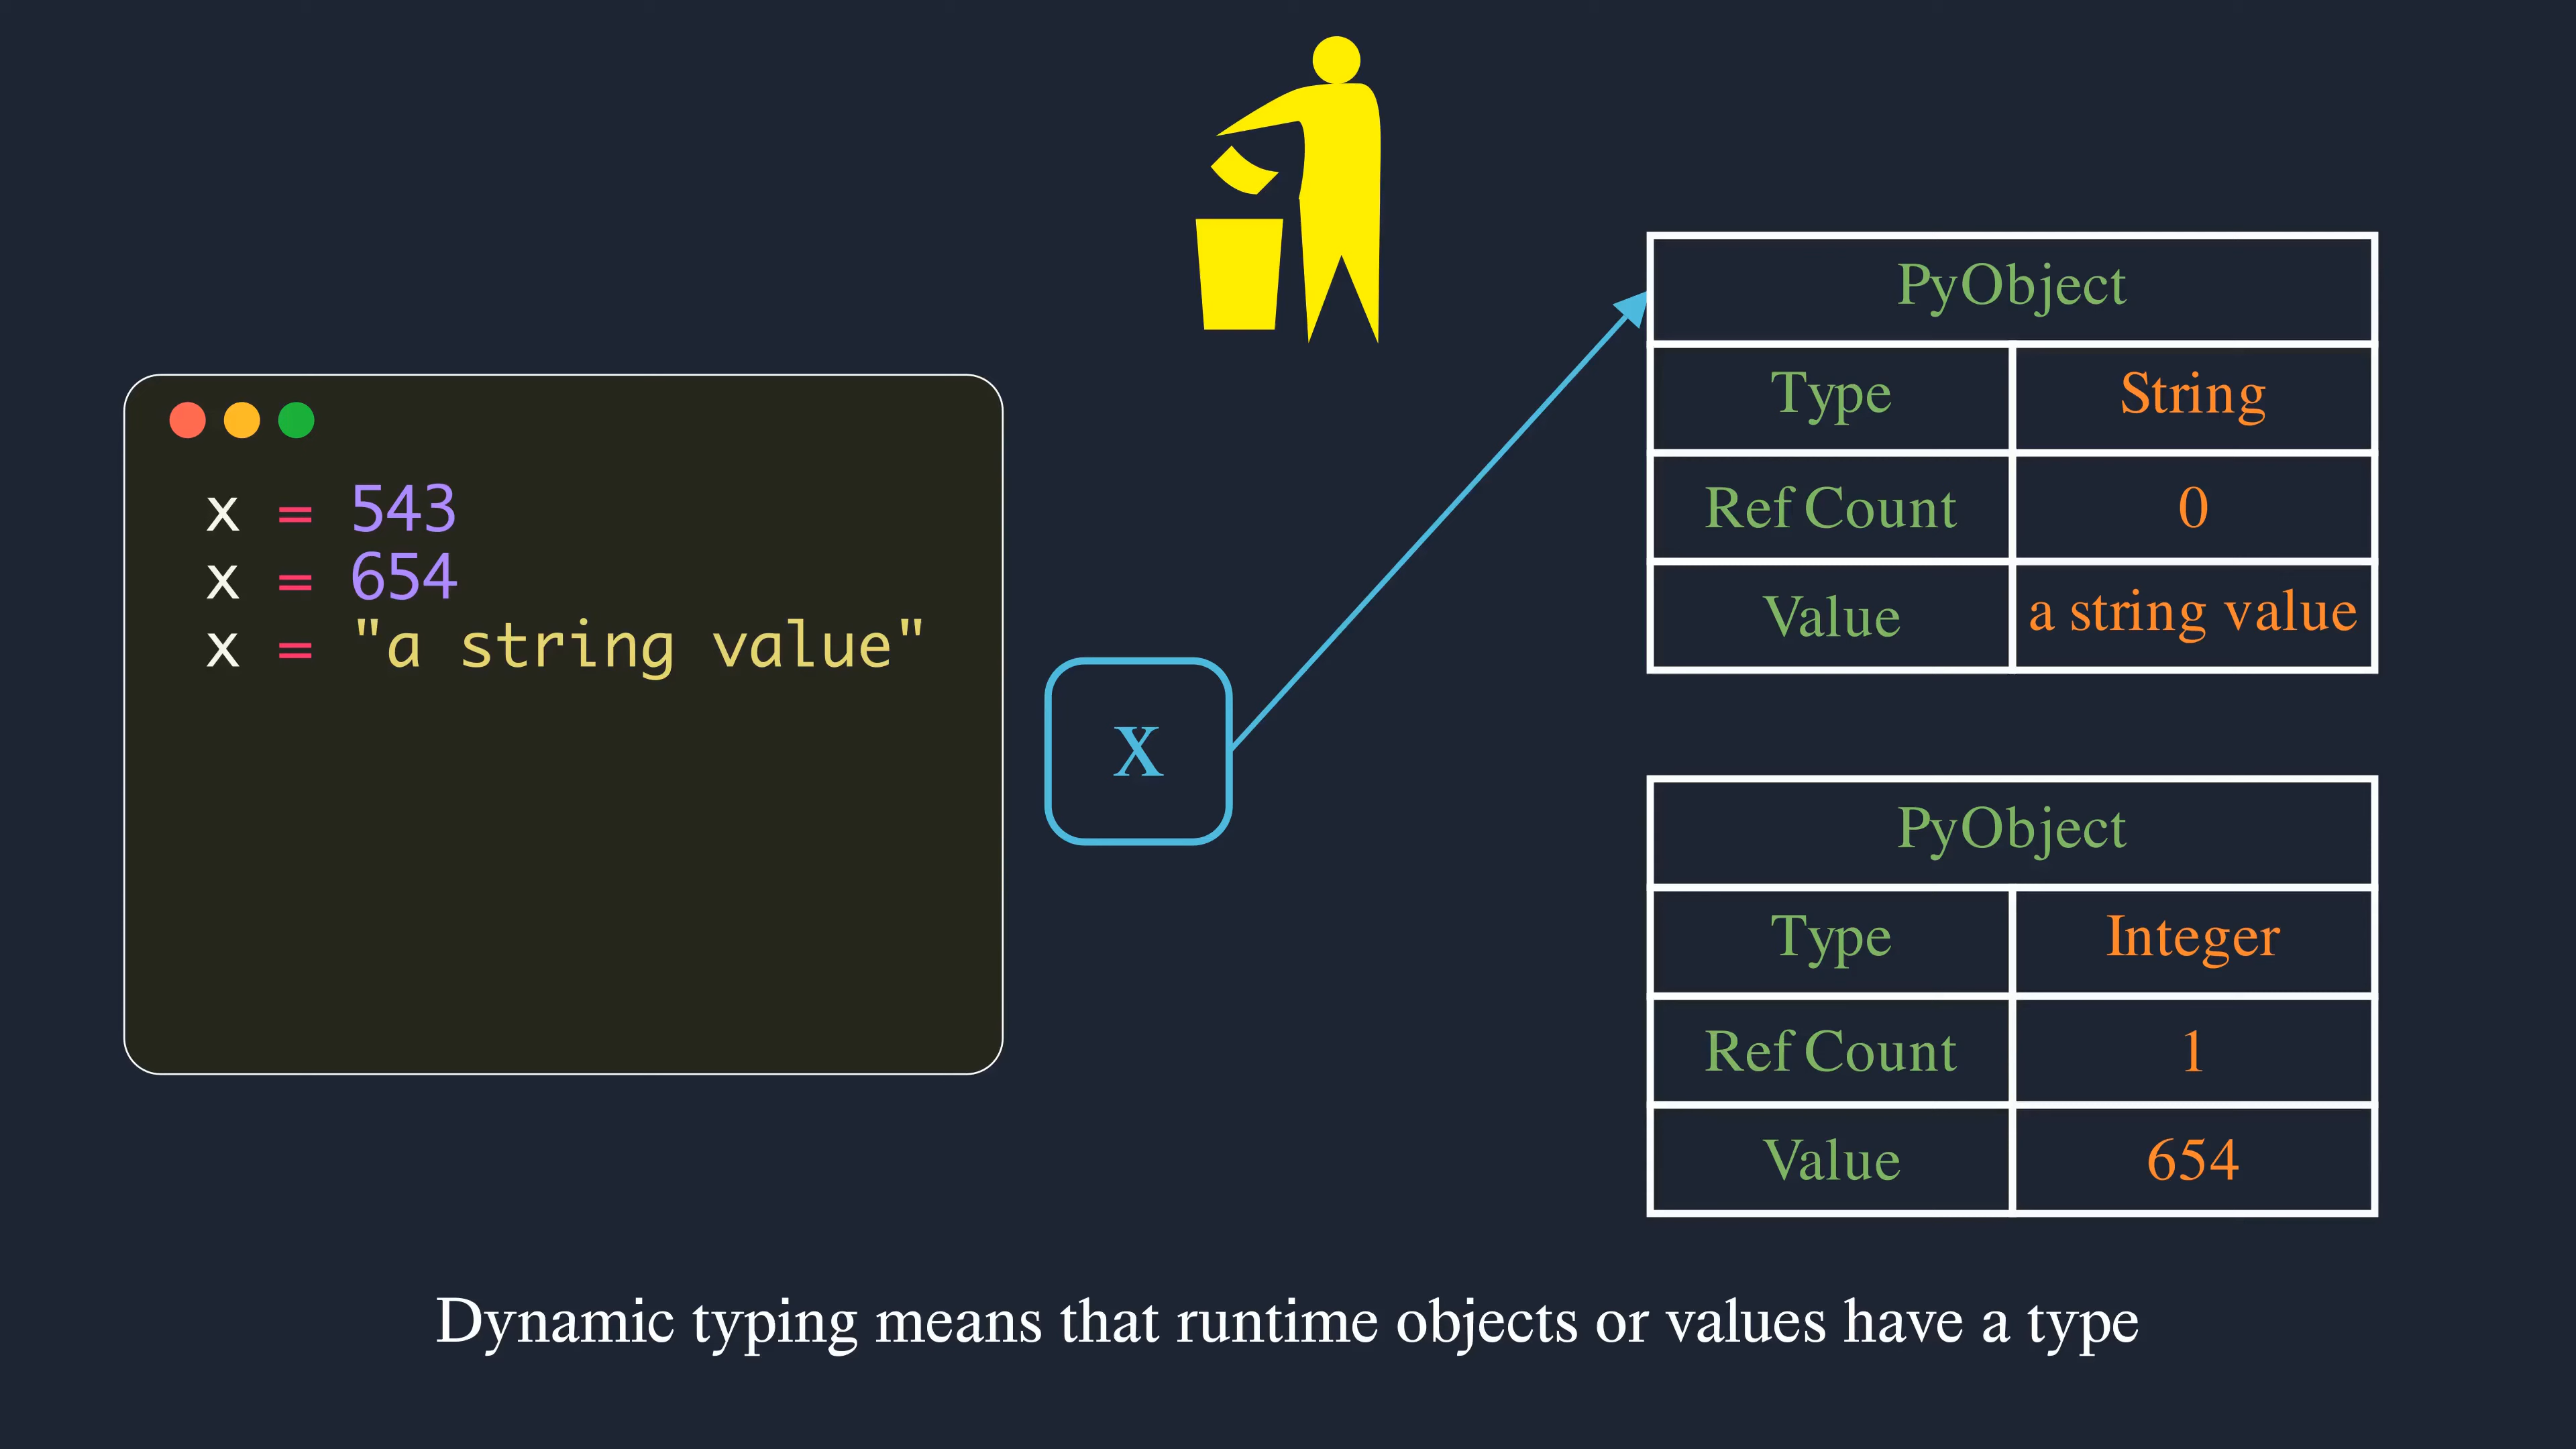 x = 543
x = 654
x = "a string value"
x
PyObject
Type String
Ref Count 0
Value a string value
PyObject
Type Integer
Ref Count 1
Value 654
Dynamic typing means that runtime objects or values have a type